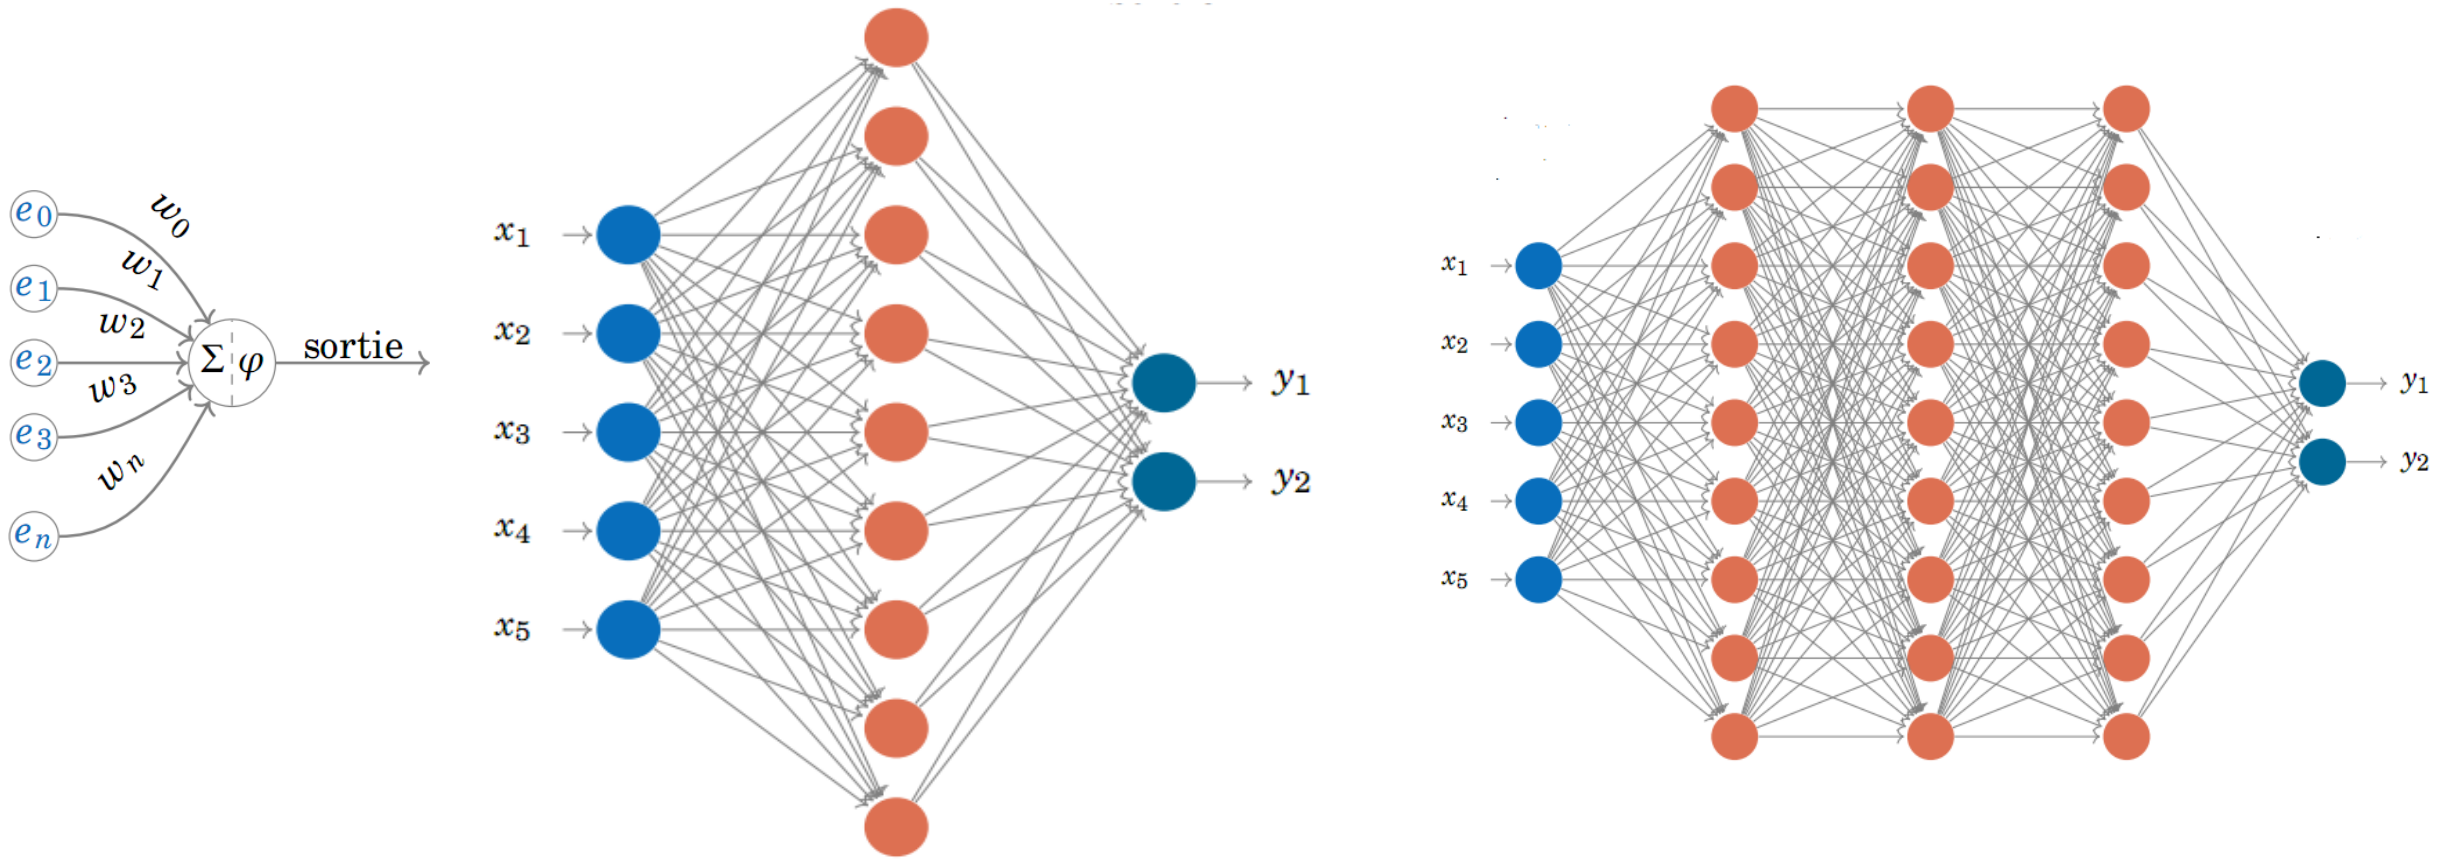 e0
e1
e2
e3
en
w0
w1
w2
w3
wn
Σ φ
sortie
x1
x2
x3
x4
x5
y1
y2
x1
x2
x3
x4
x5
y1
y2